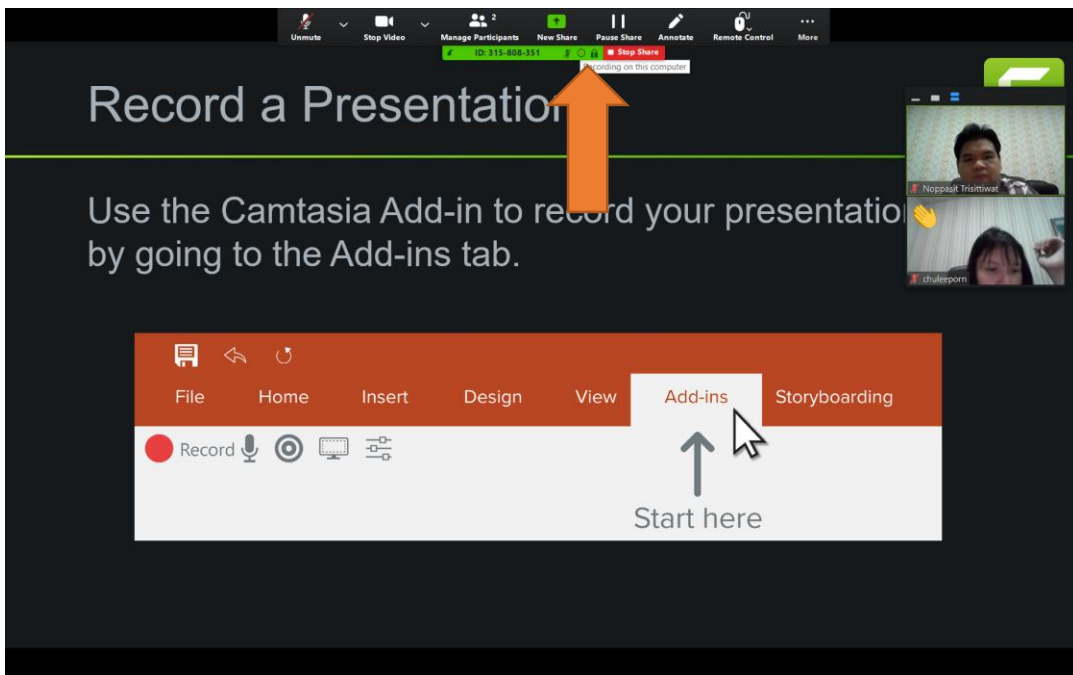 2
Unmute Stop Video Manage Participants New Share Pause Share Annotate Remote Control More
ID: 315-808-351 Stop Share
Recording on this computer
Record a Presentation
Noppasit Trisittiwat
Use the Camtasia Add-in to record your presentation
by going to the Add-ins tab.
chuleeporn
File Home Insert Design View Add-ins Storyboarding
Record
Start here